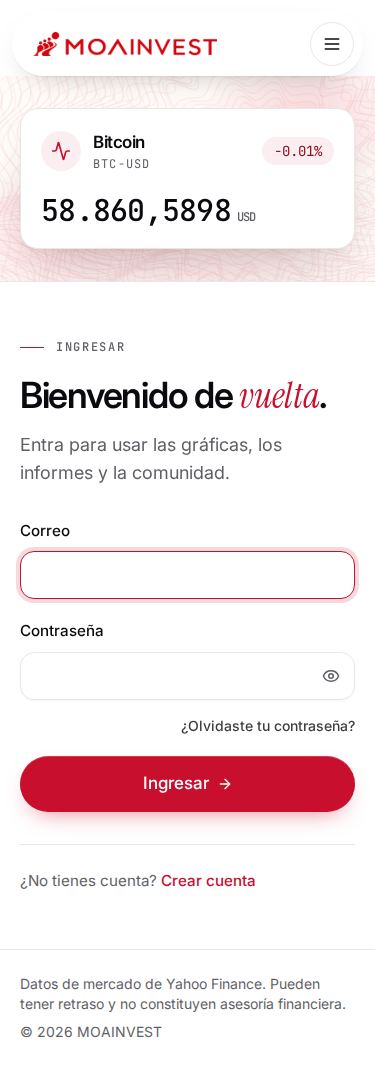 MOAINVEST
Bitcoin
BTC-USD
-0.01%
58.860,5898 USD
INGRESAR
Bienvenido de vuelta.
Entra para usar las gráficas, los
informes y la comunidad.
Correo
Contraseña
¿Olvidaste tu contraseña?
Ingresar →
¿No tienes cuenta? Crear cuenta
Datos de mercado de Yahoo Finance. Pueden
tener retraso y no constituyen asesoría financiera.
© 2026 MOAINVEST